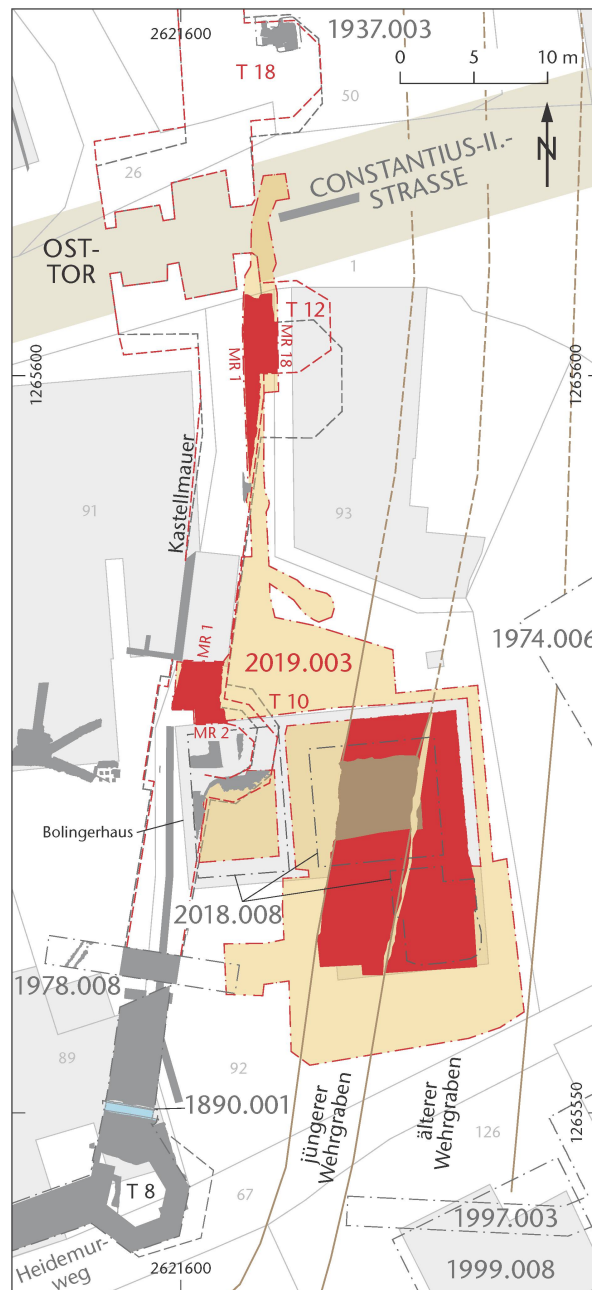 2621600
1937.003
0 5 10 m
T 18
50
N
CONSTANTIUS-II.-
STRASSE
26
OST-
TOR
1
T 12
MR 18
MR 1
1265600
1265600
Kastellmauer
91
93
1974.006
MR 1
2019.003
T 10
MR 2
Bolingerhaus
2018.008
1978.008
89
92
1890.001
jüngerer
Wehrgraben
älterer
Wehrgraben
1265550
126
T 8
67
1997.003
Heidemur-
weg
2621600
1999.008